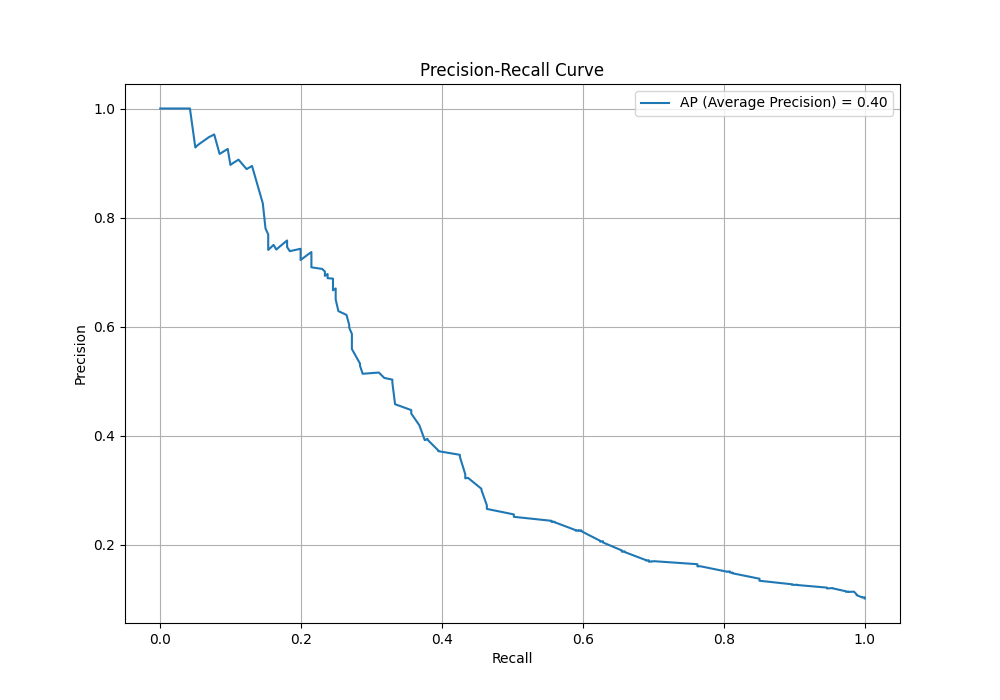 Precision-Recall Curve
AP (Average Precision) = 0.40
Precision
1.0
0.8
0.6
0.4
0.2
0.0 0.2 0.4 0.6 0.8 1.0
Recall